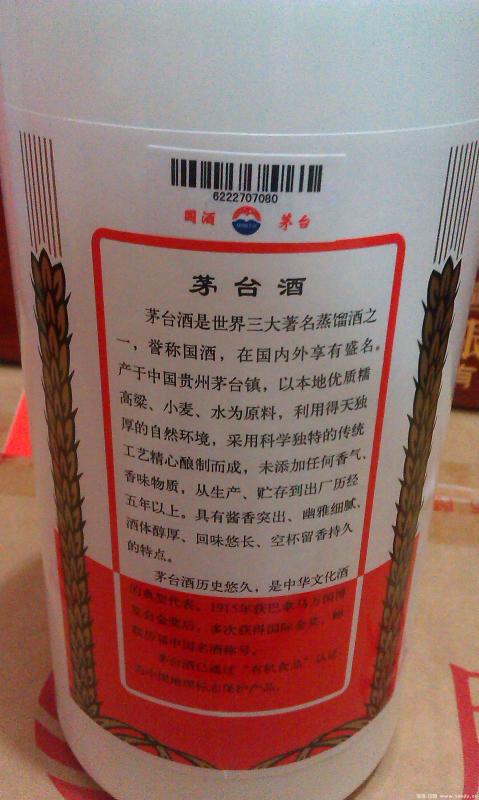 6222707080
国酒 茅台
茅台酒
茅台酒是世界三大著名蒸馏酒之
一，誉称国酒，在国内外享有盛名。
产于中国贵州茅台镇，以本地优质糯
高粱、小麦、水为原料，利用得天独
厚的自然环境，采用科学独特的传统
工艺精心酿制而成，未添加任何香气、
香味物质，从生产、贮存到出厂历经
五年以上。具有酱香突出、幽雅细腻、
酒体醇厚、回味悠长、空杯留香持久
的特点。
茅台酒历史悠久，是中华文化酒
的典型代表。1915年获巴拿马万国博
览会金奖后，多次获得国际金奖，蝉
联历届中国名酒称号。
茅台酒已通过“有机食品”认证，
为中国地理标志保护产品。